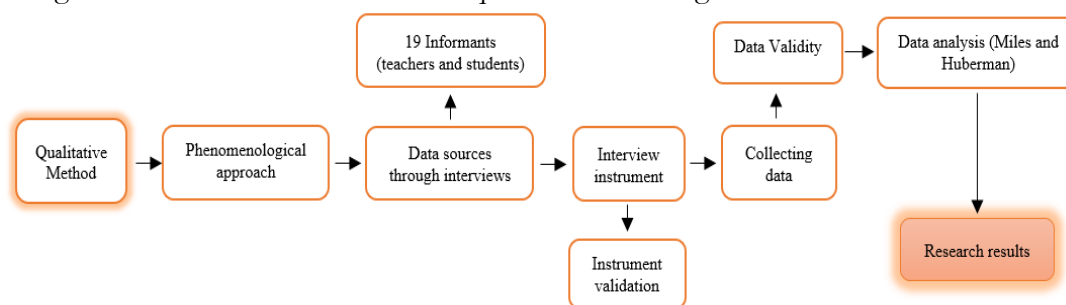 19 Informants
(teachers and students)
Data Validity
Data analysis (Miles and
Huberman)
Qualitative
Method
Phenomenological
approach
Data sources
through interviews
Interview
instrument
Collecting
data
Instrument
validation
Research results